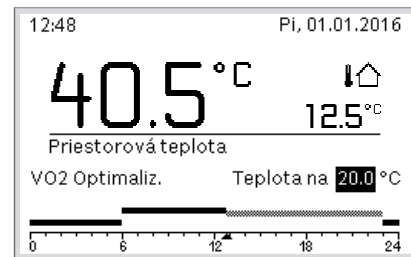 12:48 Pi, 01.01.2016
40.5°C
12.5°C
Priestorová teplota
VO2 Optimaliz. Teplota na 20.0 °C
0 6 12 18 24